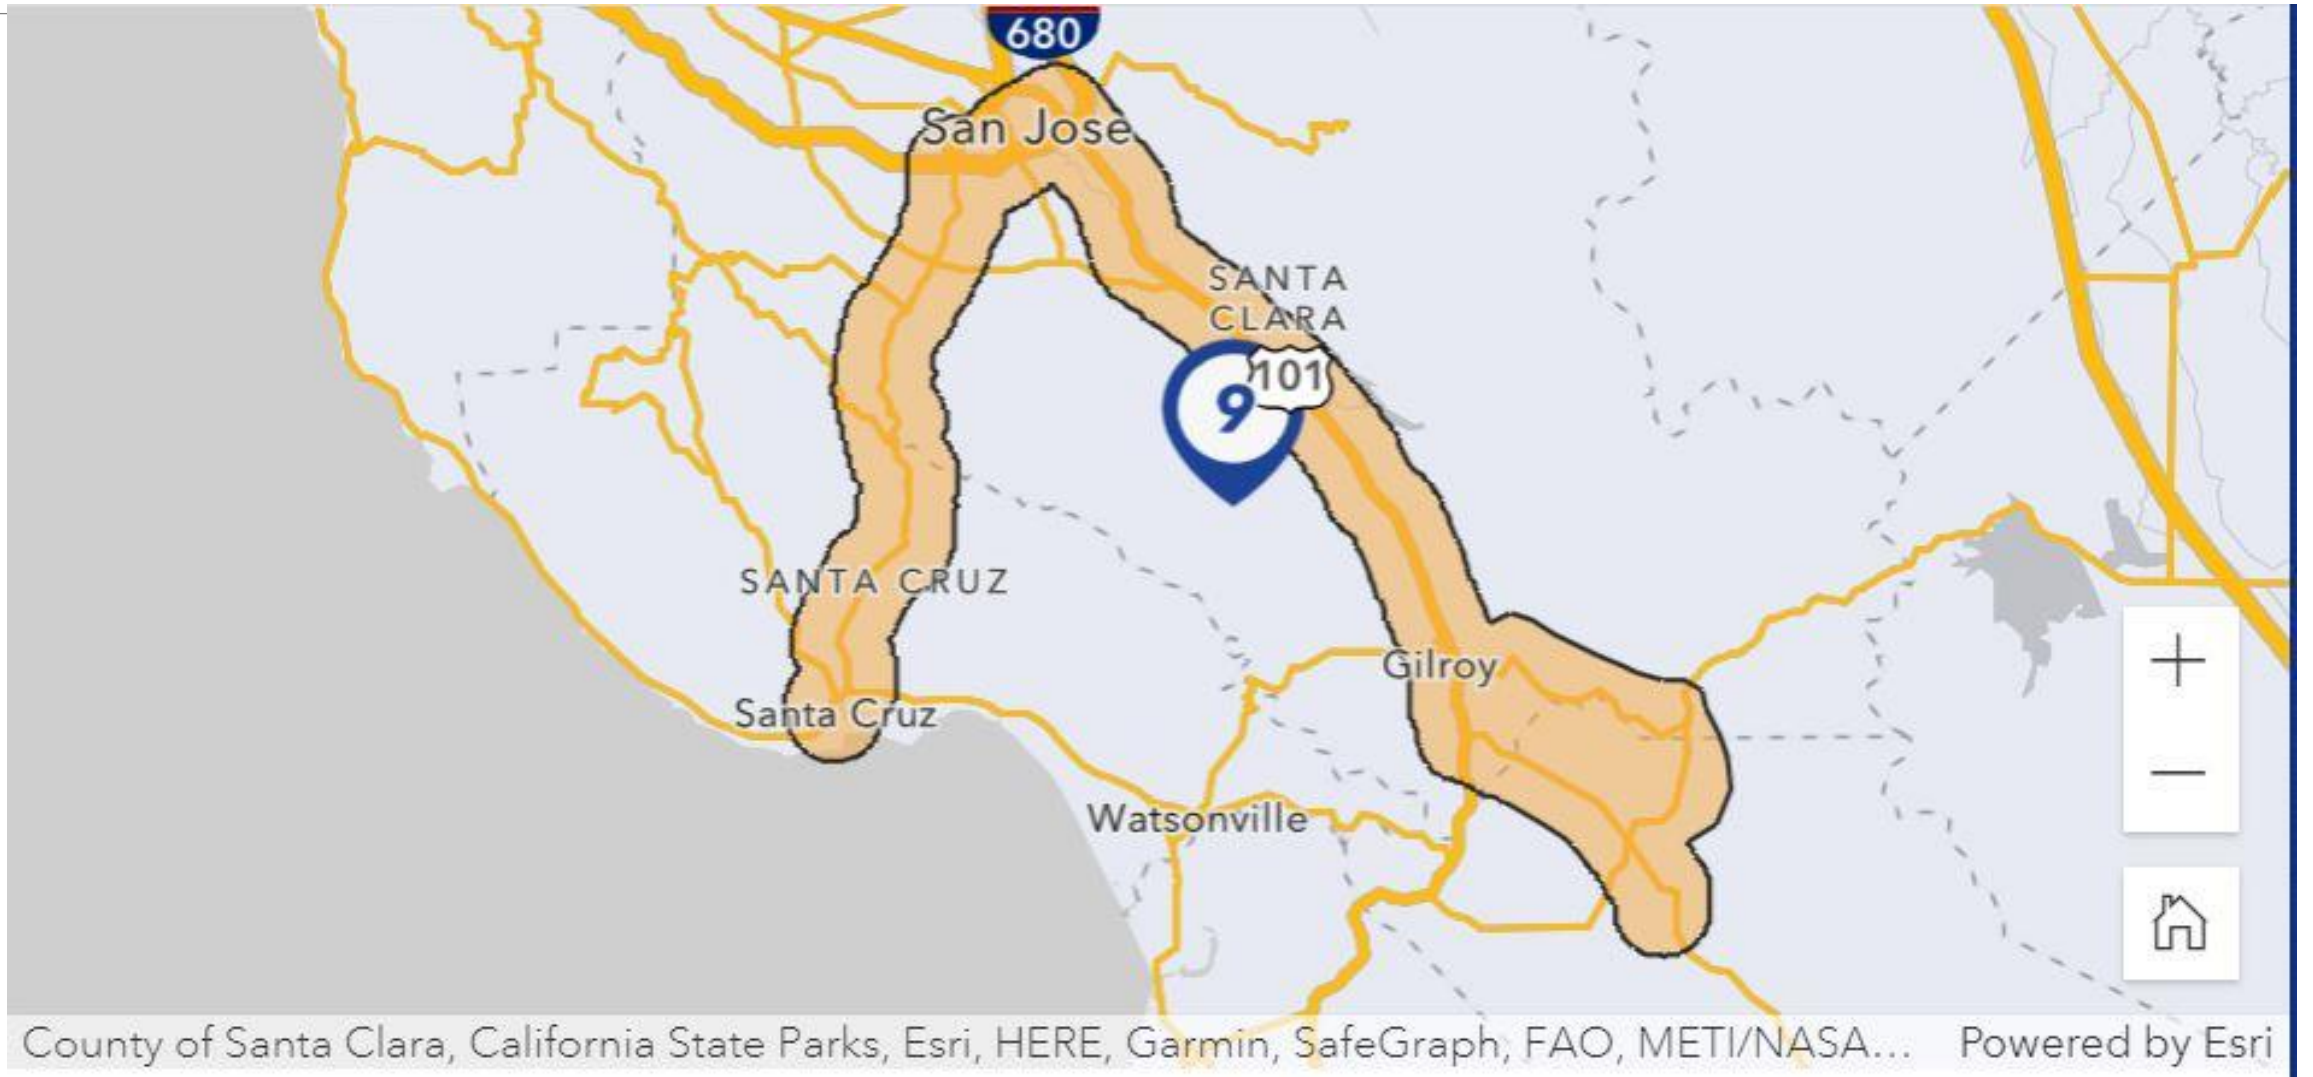 680
San Jose
SANTA
CLARA
101
9
SANTA CRUZ
Gilroy
Santa Cruz
Watsonville
County of Santa Clara, California State Parks, Esri, HERE, Garmin, SafeGraph, FAO, METI/NASA... Powered by Esri